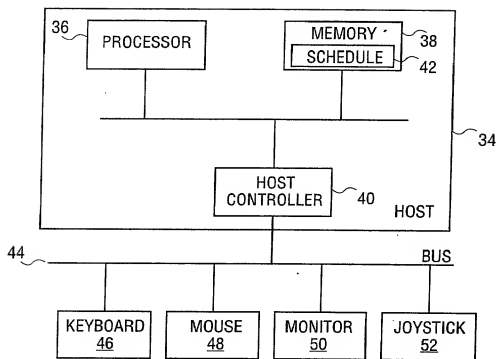 36
PROCESSOR
MEMORY
38
SCHEDULE
42
34
HOST
CONTROLLER
40
HOST
44
BUS
KEYBOARD
46
MOUSE
48
MONITOR
50
JOYSTICK
52